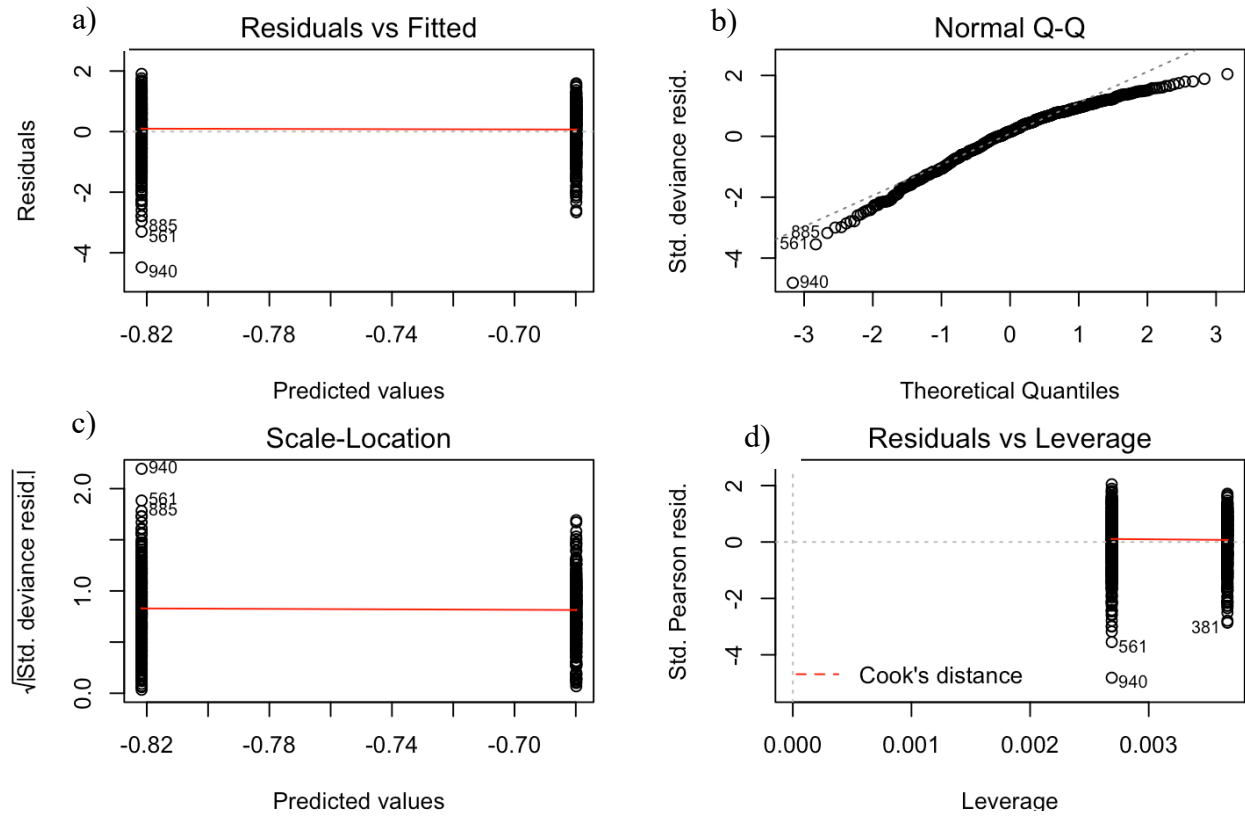 a)
Residuals vs Fitted
Residuals
2
0
-2
-4
885
561
940
-0.82
-0.78
-0.74
-0.70
Predicted values
b)
Normal Q-Q
Std. deviance resid.
2
0
-2
-4
885
561
940
-3
-2
-1
0
1
2
3
Theoretical Quantiles
c)
Scale-Location
√|Std. deviance resid.|
2.0
1.0
0.0
940
561
885
-0.82
-0.78
-0.74
-0.70
Predicted values
d)
Residuals vs Leverage
Std. Pearson resid.
2
0
-2
-4
381
561
940
Cook's distance
0.000
0.001
0.002
0.003
Leverage